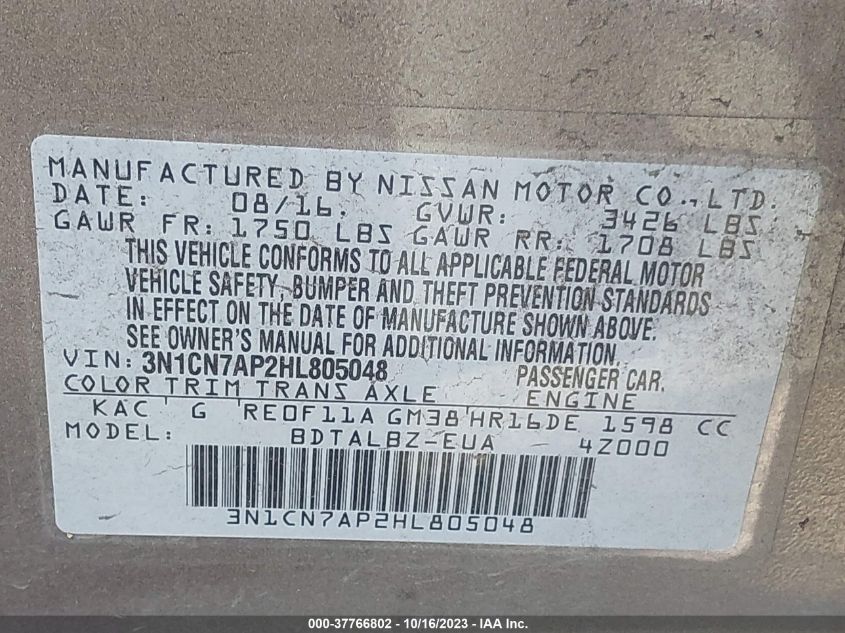 MANUFACTURED BY NISSAN MOTOR CO., LTD.
DATE: 08/16. GVWR: 3426 LBS
GAWR FR: 1750 LBS GAWR RR: 1708 LBS
THIS VEHICLE CONFORMS TO ALL APPLICABLE FEDERAL MOTOR
VEHICLE SAFETY, BUMPER AND THEFT PREVENTION STANDARDS
IN EFFECT ON THE DATE OF MANUFACTURE SHOWN ABOVE.
SEE OWNER'S MANUAL FOR ADDITIONAL INFORMATION.
VIN: 3N1CN7AP2HL805048 PASSENGER CAR.
COLOR TRIM TRANS AXLE ENGINE
KAC G RE0F11A GM38 HR16DE 1598 CC
MODEL: BDTALBZ-EUA 4Z000
3N1CN7AP2HL805048
000-37766802 / 10/16/2023 - IAA Inc.